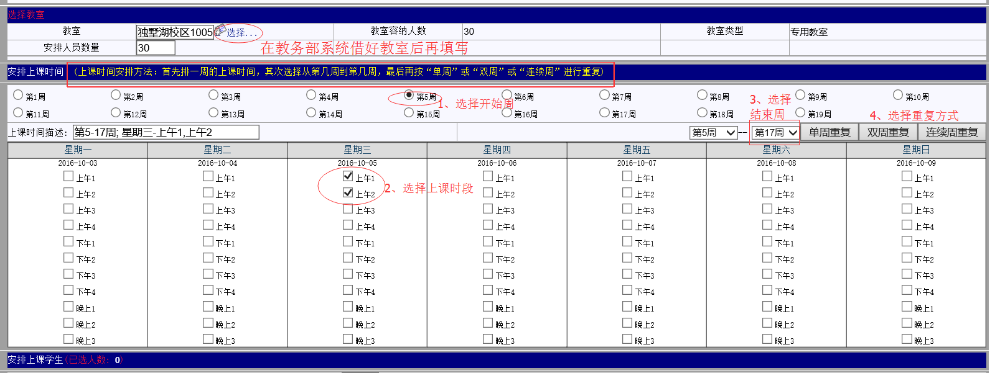 选择教室
教室 独墅湖校区1005 选择... 教室容纳人数 30 教室类型 专用教室
安排人员数量 30 在教务部系统借好教室后再填写
安排上课时间 (上课时间安排方法：首先排一周的上课时间，其次选择从第几周到第几周，最后再按“单周”或“双周”或“连续周”进行重复)
第1周 第2周 第3周 第4周 第5周 1、选择开始周 第6周 第7周 第8周 3、选择结束周 第9周 第10周
第11周 第12周 第13周 第14周 第15周 第16周 第17周 第18周 第19周 4、选择重复方式
上课时间描述： 第5-17周; 星期三-上午1,上午2 第5周 -- 第17周 单周重复 双周重复 连续周重复
星期一 星期二 星期三 星期四 星期五 星期六 星期日
2016-10-03 2016-10-04 2016-10-05 2016-10-06 2016-10-07 2016-10-08 2016-10-09
上午1 上午1 上午1 上午1 上午1 上午1 上午1
2、选择上课时段
上午2 上午2 上午2 上午2 上午2 上午2 上午2
上午3 上午3 上午3 上午3 上午3 上午3 上午3
上午4 上午4 上午4 上午4 上午4 上午4 上午4
下午1 下午1 下午1 下午1 下午1 下午1 下午1
下午2 下午2 下午2 下午2 下午2 下午2 下午2
下午3 下午3 下午3 下午3 下午3 下午3 下午3
下午4 下午4 下午4 下午4 下午4 下午4 下午4
晚上1 晚上1 晚上1 晚上1 晚上1 晚上1 晚上1
晚上2 晚上2 晚上2 晚上2 晚上2 晚上2 晚上2
晚上3 晚上3 晚上3 晚上3 晚上3 晚上3 晚上3
安排上课学生(已选人数: 0)